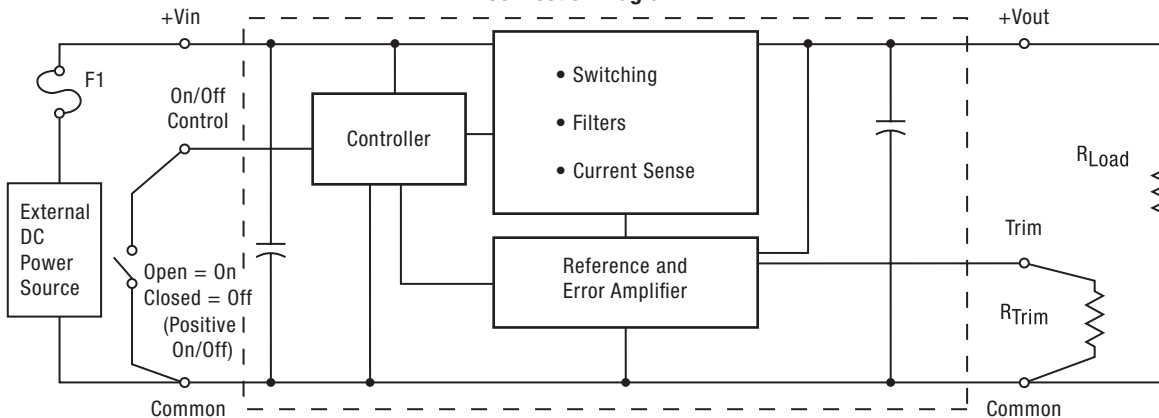 +Vin
+Vout
F1
On/Off
Control
Controller
• Switching
• Filters
• Current Sense
RLoad
External
DC
Power
Source
Open = On
Closed = Off
(Positive
On/Off)
Reference and
Error Amplifier
Trim
RTrim
Common
Common